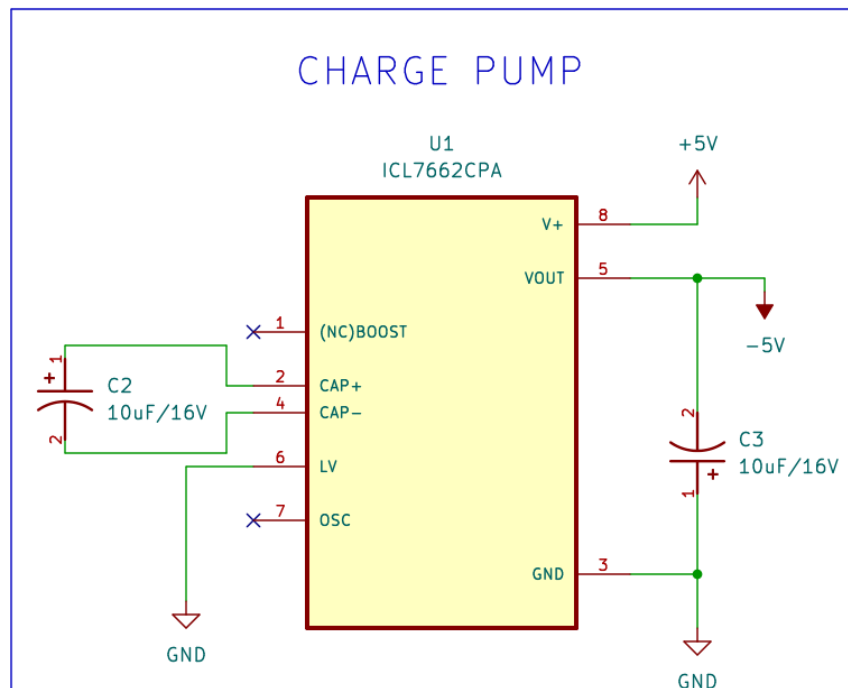 CHARGE PUMP
U1
ICL7662CPA
+5V
V+
8
VOUT
5
-5V
1
(NC)BOOST
1
+
C2
10uF/16V
2
2
CAP+
4
CAP-
6
LV
7
OSC
2
C3
10uF/16V
+
1
GND
3
GND
GND